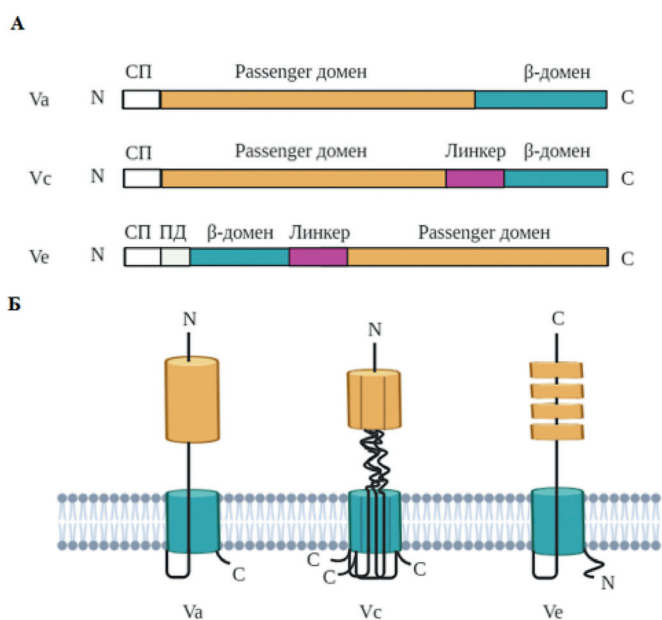 А
СП Passenger домен β-домен
Va N C
СП Passenger домен Линкер β-домен
Vc N C
СП ПД β-домен Линкер Passenger домен
Ve N C
Б
N N C
C C C C N
Va Vc Ve